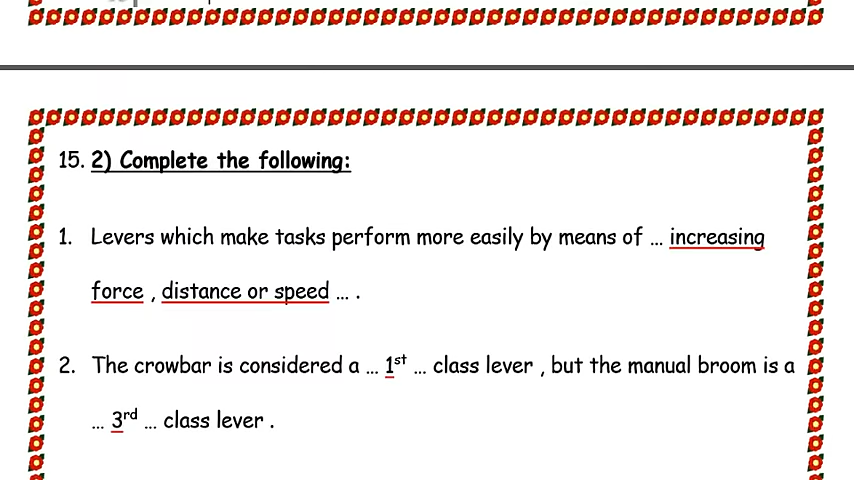 15. 2) Complete the following:
1. Levers which make tasks perform more easily by means of ... increasing
force , distance or speed ... .
2. The crowbar is considered a ... 1st ... class lever , but the manual broom is a
... 3rd ... class lever .